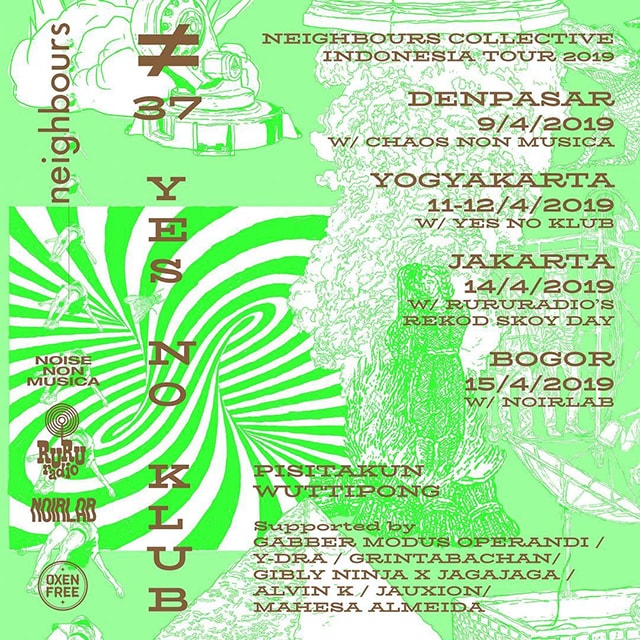 neighbours
≠
37
YES NO KLUB
NEIGHBOURS COLLECTIVE
INDONESIA TOUR 2019
DENPASAR
9/4/2019
W/ CHAOS NON MUSICA
YOGYAKARTA
11-12/4/2019
W/ YES NO KLUB
JAKARTA
14/4/2019
W/ RURURADIO'S
REKOD SKOY DAY
BOGOR
15/4/2019
W/ NOIRLAB
NOISE
NON
MUSICA
RURU
radio
NOIRLAB
OXEN
FREE
PISITAKUN
WUTTIPONG
Supported by
GABBER MODUS OPERANDI /
Y-DRA / GRINTABACHAN/
GIBLY NINJA X JAGAJAGA /
ALVIN K / JAUXION/
MAHESA ALMEIDA